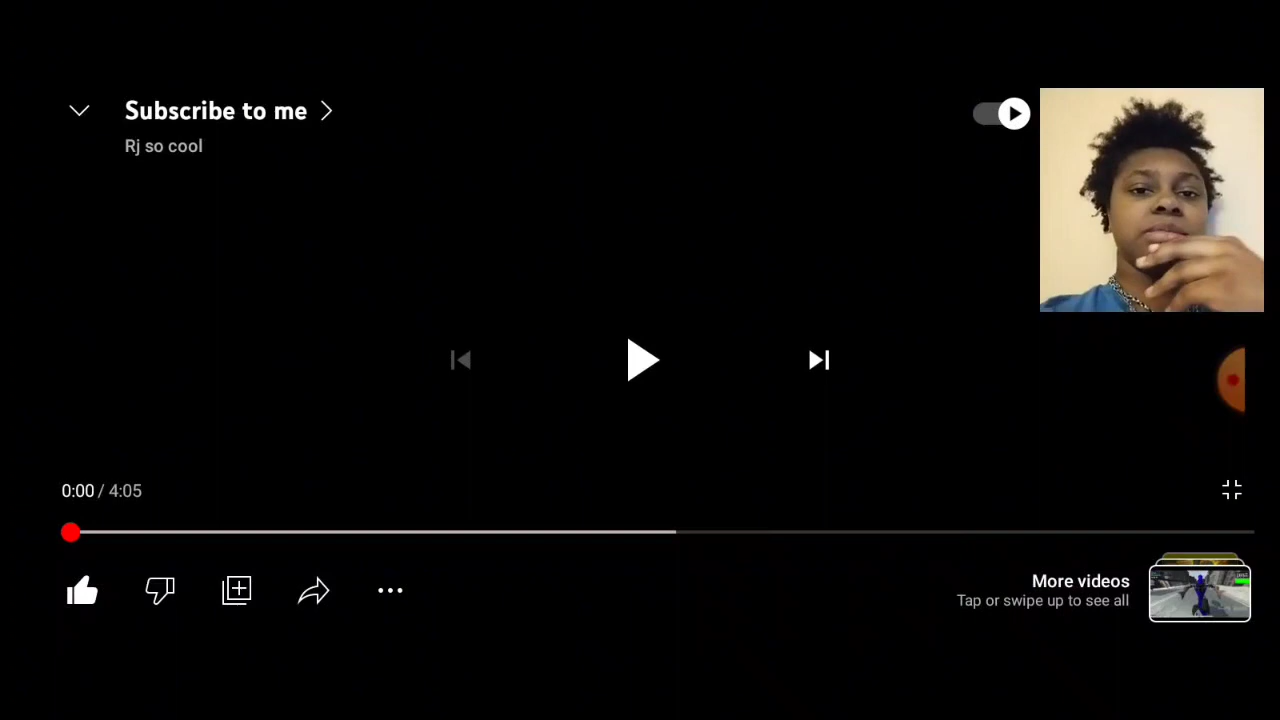 Subscribe to me
Rj so cool
0:00 / 4:05
More videos
Tap or swipe up to see all